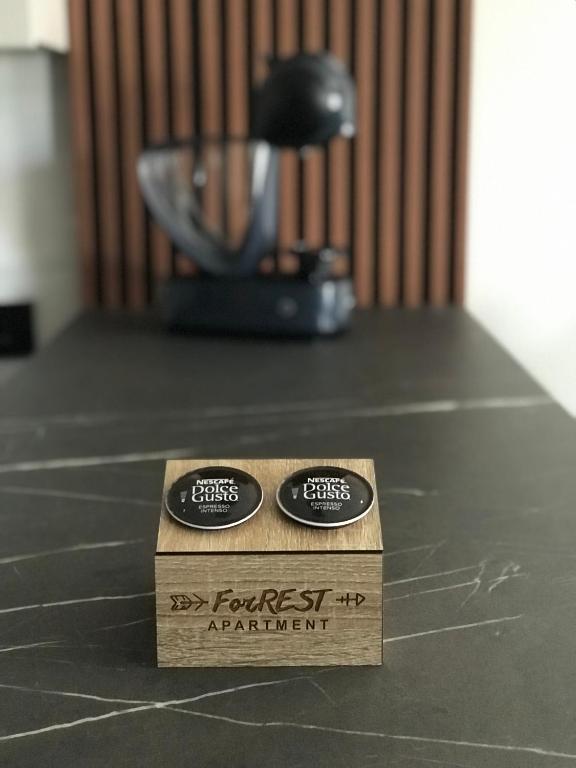 NESCAFÉ
Dolce
Gusto
ESPRESSO
INTENSO
NESCAFÉ
Dolce
Gusto
ESPRESSO
INTENSO
ForREST
APARTMENT